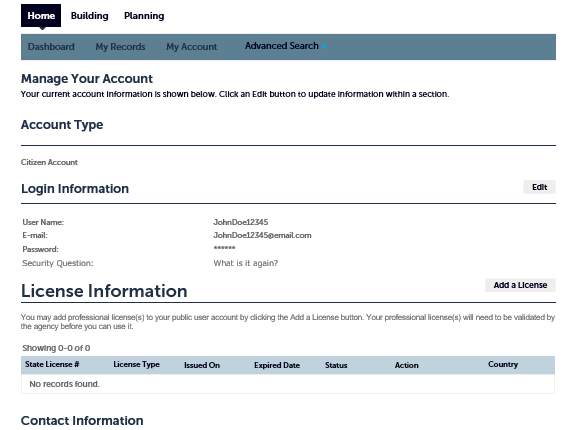 Home Building Planning
Dashboard My Records My Account Advanced Search
Manage Your Account
Your current account information is shown below. Click an Edit button to update information within a section.
Account Type
Citizen Account
Login Information Edit
User Name: JohnDoe12345
E-mail: JohnDoe12345@email.com
Password: ******
Security Question: What is it again?
License Information Add a License
You may add professional license(s) to your public user account by clicking the Add a License button. Your professional license(s) will need to be validated by
the agency before you can use it.
Showing 0-0 of 0
State License # License Type Issued On Expired Date Status Action Country
No records found.
Contact Information